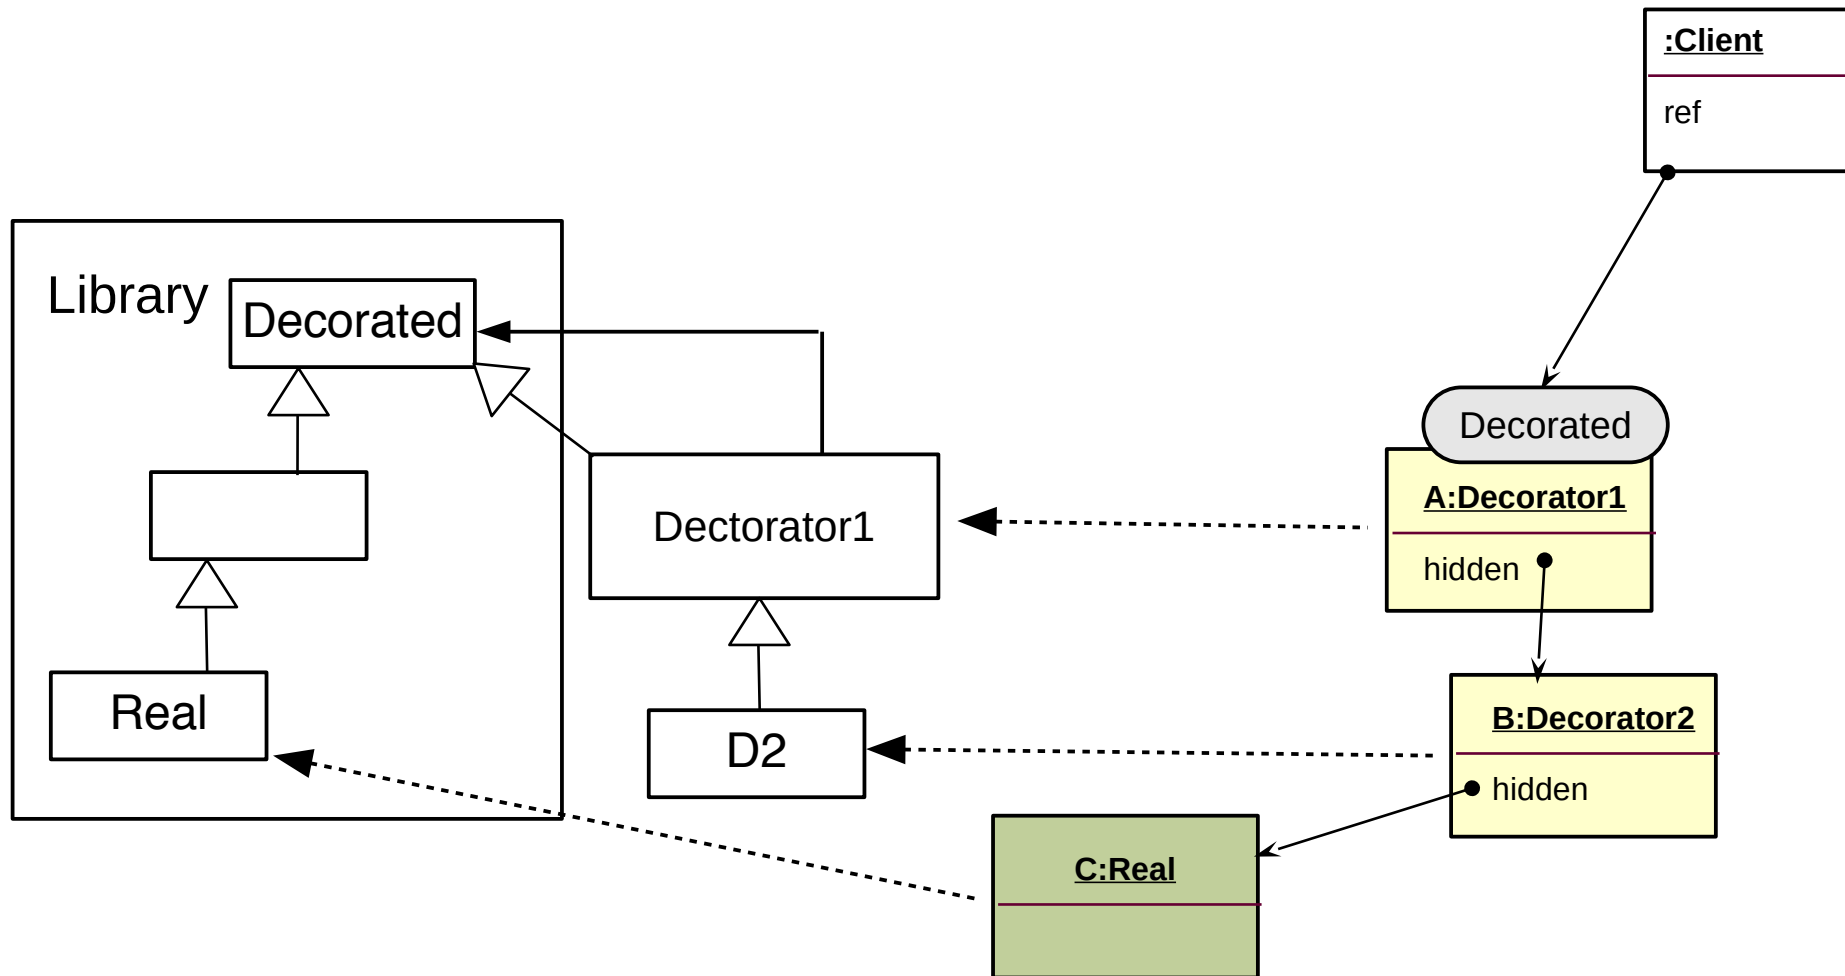 :Client
ref
Library
Decorated
Decorated
A:Decorator1
Dectorator1
hidden
Real
B:Decorator2
D2
hidden
C:Real